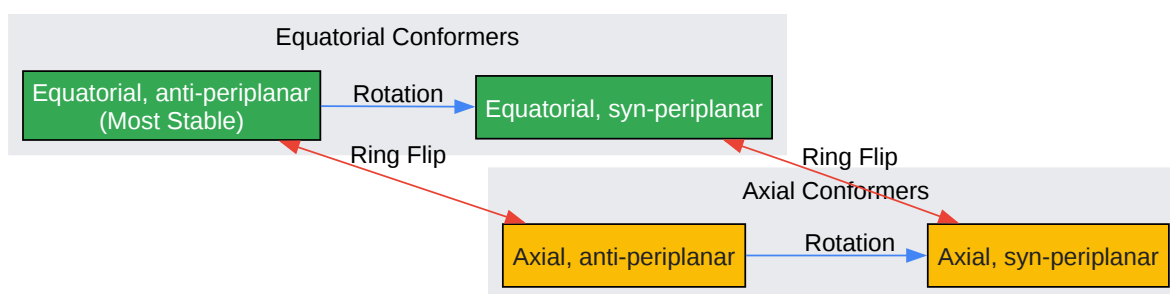 Equatorial Conformers
Equatorial, anti-periplanar
(Most Stable)
Rotation
Equatorial, syn-periplanar
Ring Flip
Ring Flip
Axial Conformers
Axial, anti-periplanar
Rotation
Axial, syn-periplanar